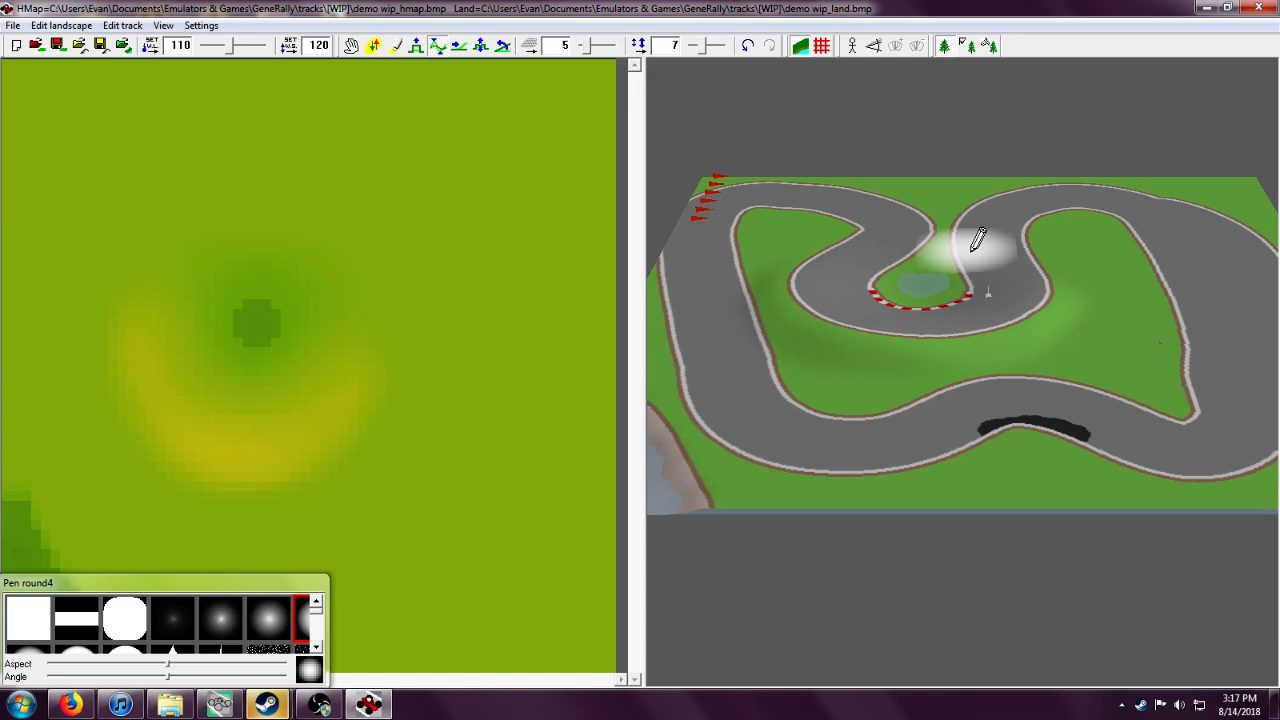 HMap=C:\Users\Evan\Documents\Emulators & Games\GeneRally\tracks\[WIP]\demo wip_hmap.bmp Land=C:\Users\Evan\Documents\Emulators & Games\GeneRally\tracks\[WIP]\demo wip_land.bmp
File Edit landscape Edit track View Settings
SET 110 SET 120 5 7
Pen round4
Aspect
Angle
3:17 PM
8/14/2018